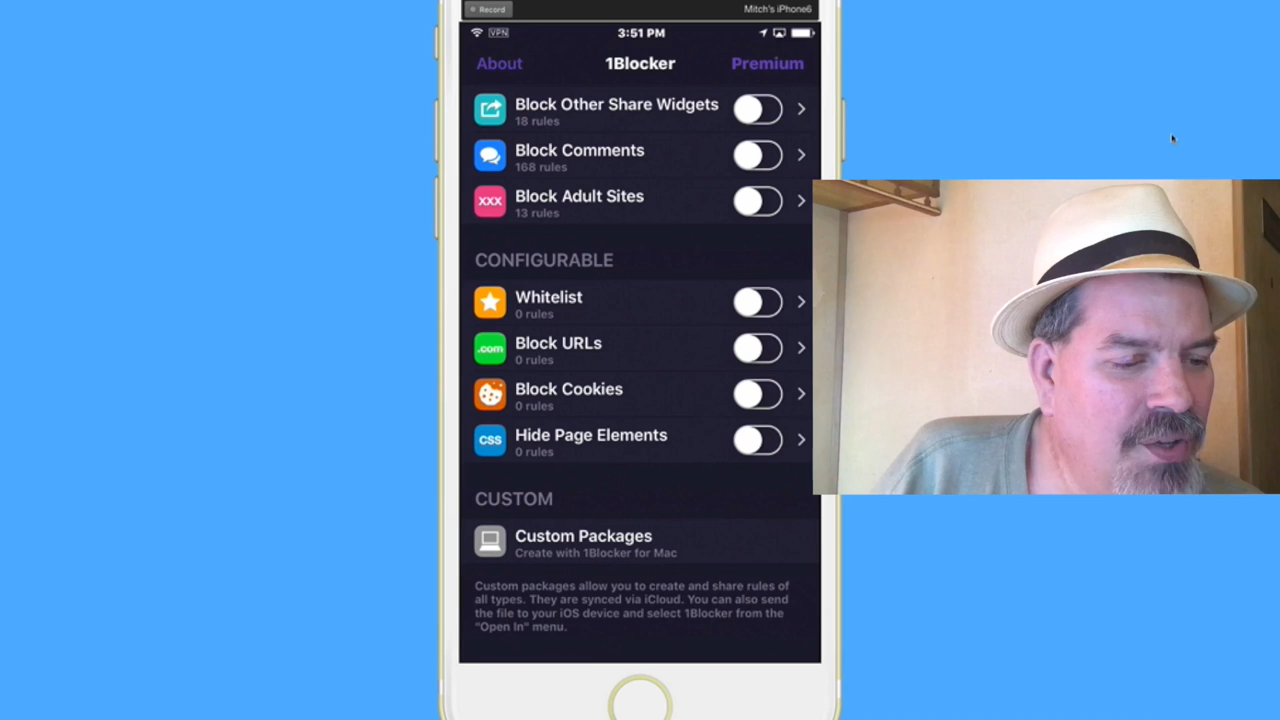 Record
Mitch's iPhone6
VPN
3:51 PM
About
1Blocker
Premium
Block Other Share Widgets
18 rules
Block Comments
168 rules
XXX
Block Adult Sites
13 rules
CONFIGURABLE
Whitelist
0 rules
.com
Block URLs
0 rules
Block Cookies
0 rules
CSS
Hide Page Elements
0 rules
CUSTOM
Custom Packages
Create with 1Blocker for Mac
Custom packages allow you to create and share rules of
all types. They are synced via iCloud. You can also send
the file to your iOS device and select 1Blocker from the
"Open In" menu.